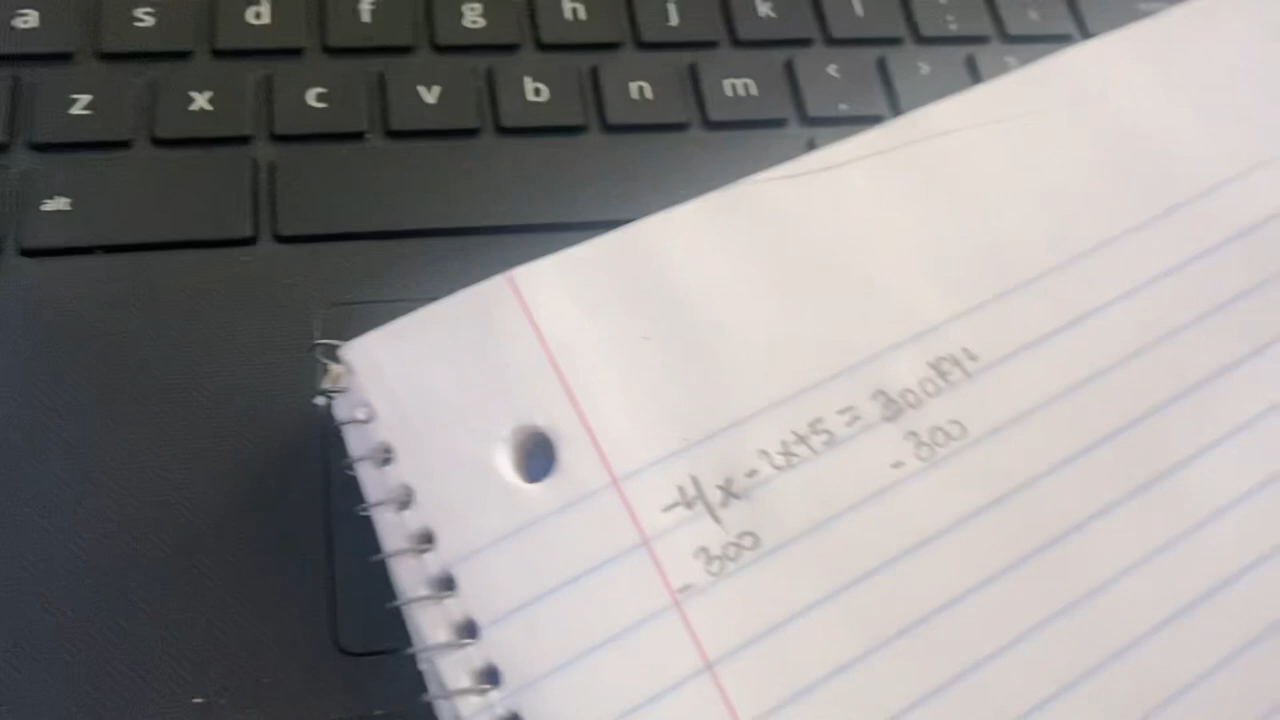 a s d f g h j k l ; :
z x c v b n m < >
alt
-4x-2x+5=300
-300 -300